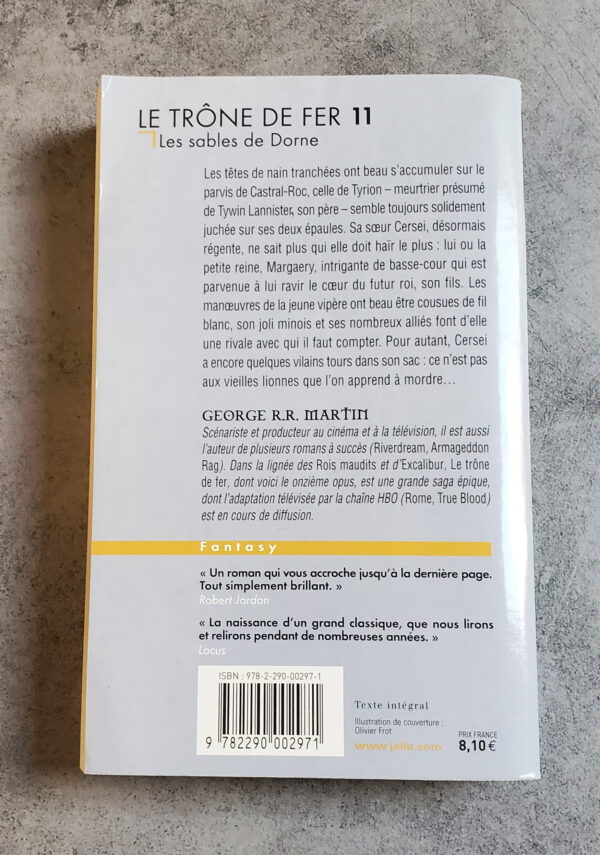 LE TRÔNE DE FER 11
Les sables de Dorne
Les têtes de nain tranchées ont beau s'accumuler sur le
parvis de Castral-Roc, celle de Tyrion – meurtrier présumé
de Tywin Lannister, son père – semble toujours solidement
juchée sur ses deux épaules. Sa sœur Cersei, désormais
régente, ne sait plus qui elle doit haïr le plus : lui ou la
petite reine, Margaery, intrigante de basse-cour qui est
parvenue à lui ravir le cœur du futur roi, son fils. Les
manœuvres de la jeune vipère ont beau être cousues de fil
blanc, son joli minois et ses nombreux alliés font d'elle
une rivale avec qui il faut compter. Pour autant, Cersei
a encore quelques vilains tours dans son sac : ce n'est pas
aux vieilles lionnes que l'on apprend à mordre…
GEORGE R.R. MARTIN
Scénariste et producteur au cinéma et à la télévision, il est aussi
l'auteur de plusieurs romans à succès (Riverdream, Armageddon
Rag). Dans la lignée des Rois maudits et d'Excalibur, Le trône
de fer, dont voici le onzième opus, est une grande saga épique,
dont l'adaptation télévisée par la chaîne HBO (Rome, True Blood)
est en cours de diffusion.
Fantasy
« Un roman qui vous accroche jusqu'à la dernière page.
Tout simplement brillant. »
Robert Jordan
« La naissance d'un grand classique, que nous lirons
et relirons pendant de nombreuses années. »
Locus
ISBN : 978-2-290-00297-1
9 782290 002971
Texte intégral
Illustration de couverture :
Olivier Frot
www.jailu.com
PRIX FRANCE
8,10 €